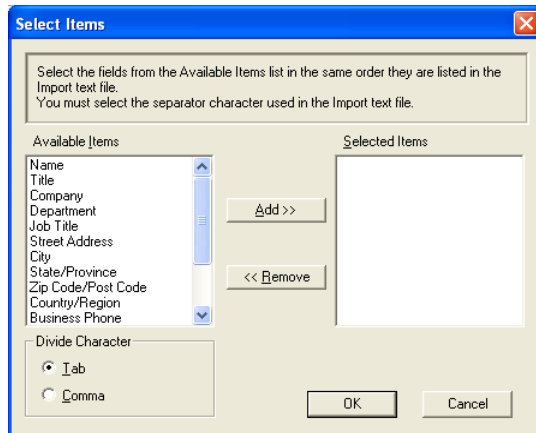 Select Items
Select the fields from the Available Items list in the same order they are listed in the
Import text file.
You must select the separator character used in the Import text file.
Available Items
Selected Items
Name
Title
Company
Department
Job Title
Street Address
City
State/Province
Zip Code/Post Code
Country/Region
Business Phone
Add >>
<< Remove
Divide Character
Tab
Comma
OK
Cancel